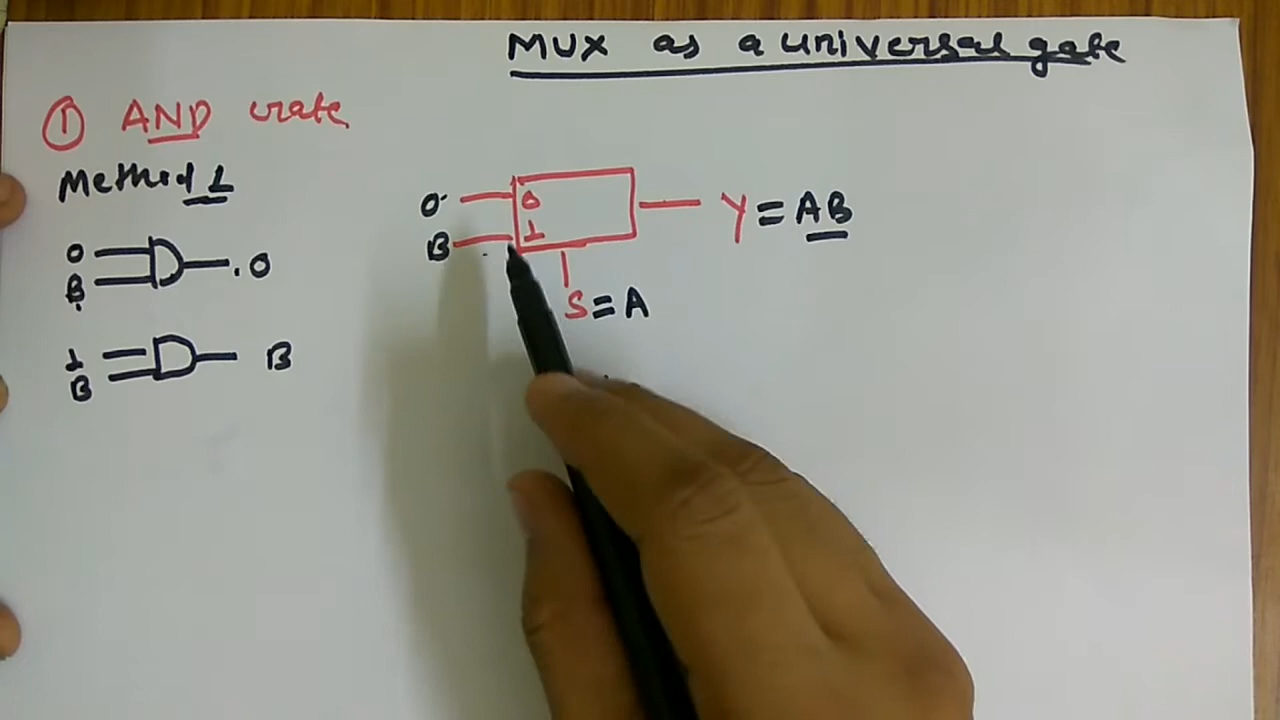 MUX as a universal gate
① AND Gate
Method 1
0
B
0
1
B
B
0
B
0
1
Y = AB
S = A